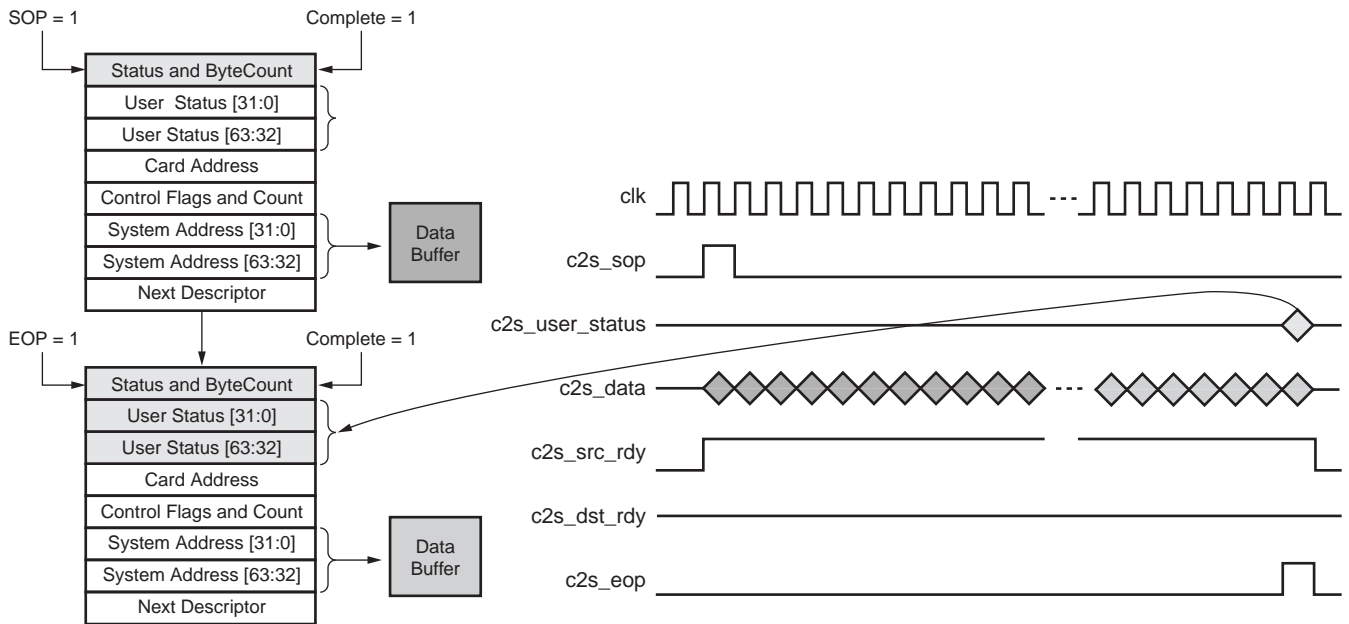 SOP = 1
Complete = 1
Status and ByteCount
User Status [31:0]
User Status [63:32]
Card Address
Control Flags and Count
System Address [31:0]
System Address [63:32]
Next Descriptor
Data
Buffer
EOP = 1
Complete = 1
Status and ByteCount
User Status [31:0]
User Status [63:32]
Card Address
Control Flags and Count
System Address [31:0]
System Address [63:32]
Next Descriptor
Data
Buffer
clk
c2s_sop
c2s_user_status
c2s_data
c2s_src_rdy
c2s_dst_rdy
c2s_eop